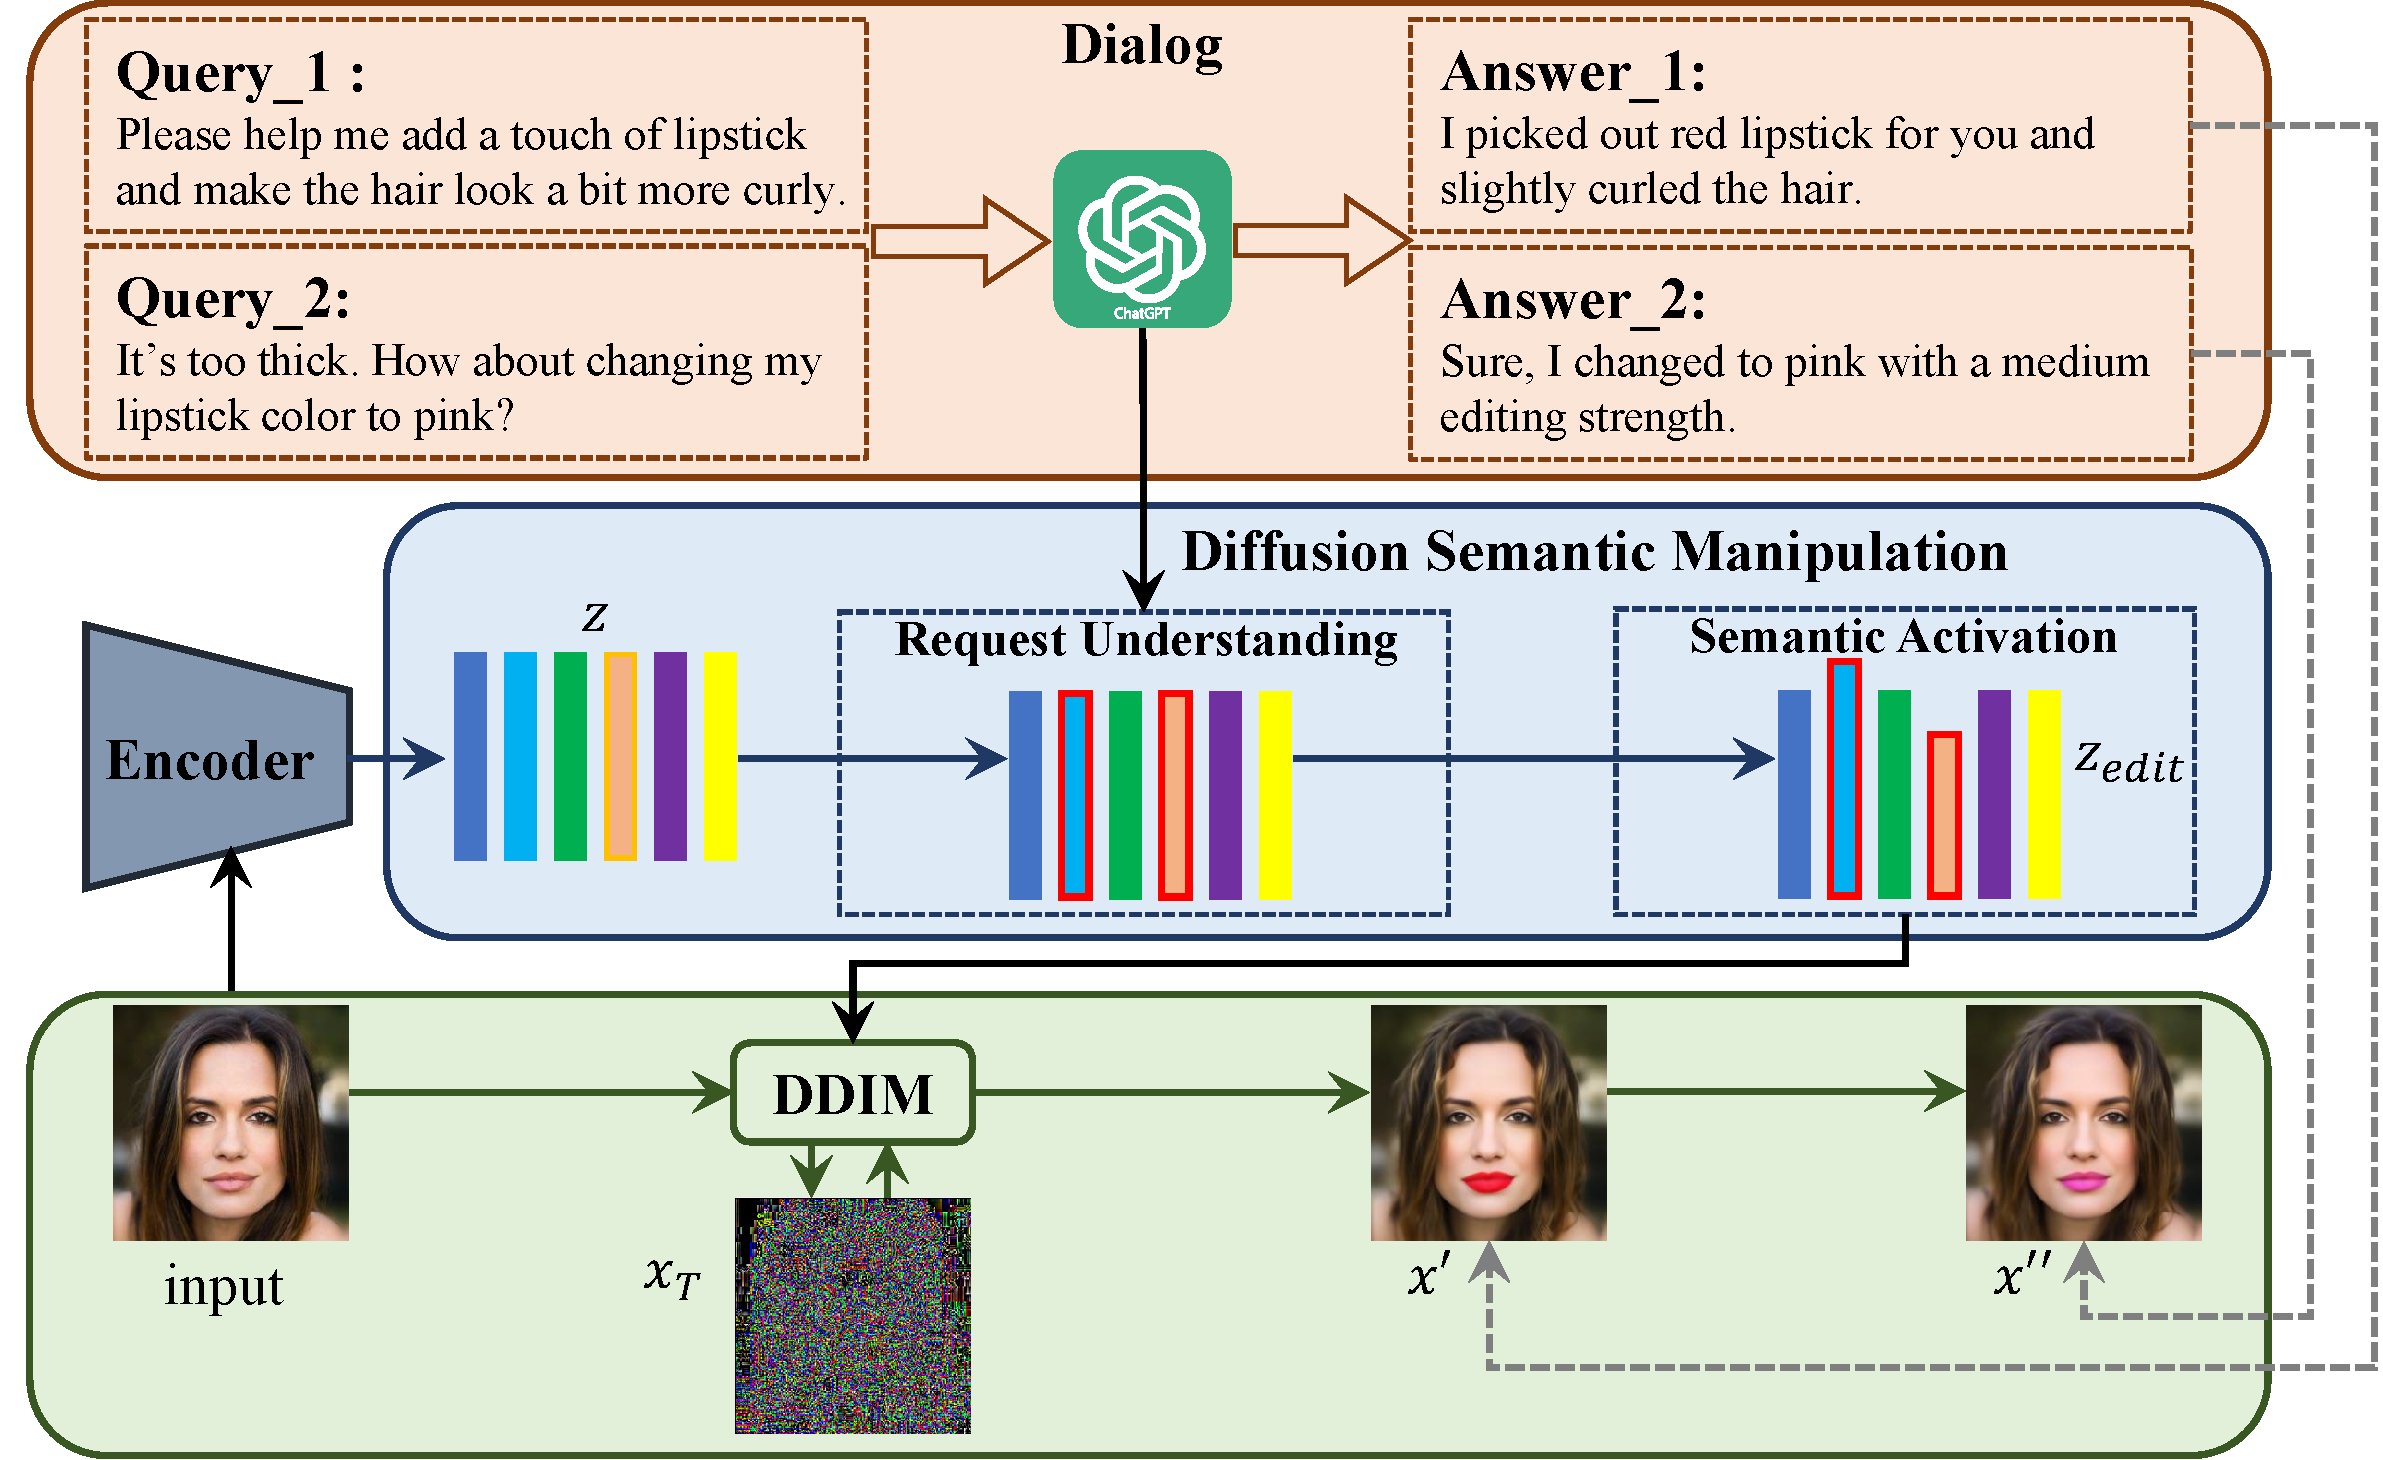 Dialog
Query_1 :
Please help me add a touch of lipstick
and make the hair look a bit more curly.
Query_2:
It’s too thick. How about changing my
lipstick color to pink?
ChatGPT
Answer_1:
I picked out red lipstick for you and
slightly curled the hair.
Answer_2:
Sure, I changed to pink with a medium
editing strength.
Diffusion Semantic Manipulation
Encoder
z
Request Understanding
Semantic Activation
z_edit
input
DDIM
x_T
x′
x′′